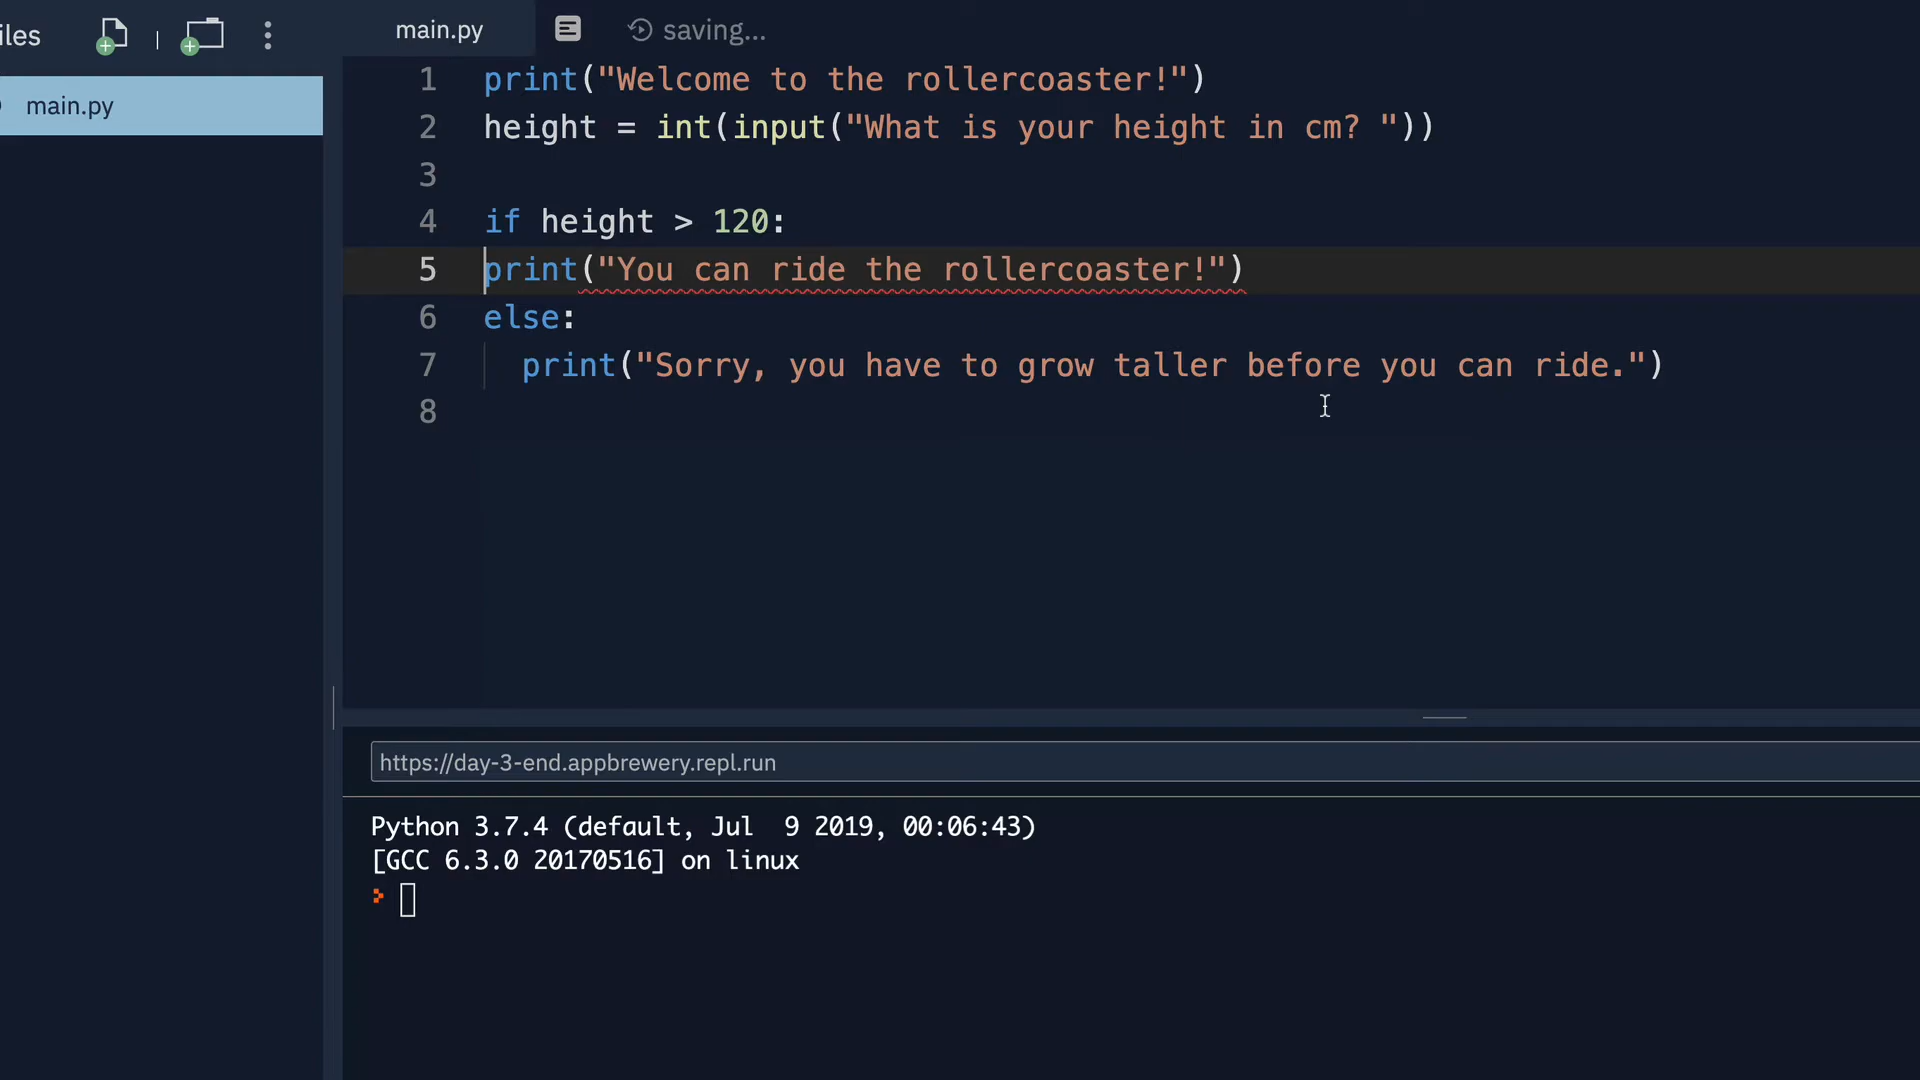 iles
main.py
saving...
main.py
1 print("Welcome to the rollercoaster!")
2 height = int(input("What is your height in cm? "))
3
4 if height > 120:
5 print("You can ride the rollercoaster!")
6 else:
7   print("Sorry, you have to grow taller before you can ride.")
8
https://day-3-end.appbrewery.repl.run
Python 3.7.4 (default, Jul  9 2019, 00:06:43)
[GCC 6.3.0 20170516] on linux